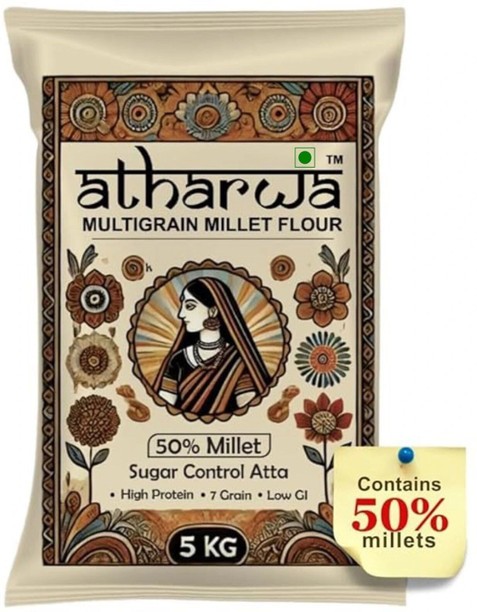 TM
atharwa
MULTIGRAIN MILLET FLOUR
50% Millet
Sugar Control Atta
• High Protein • 7 Grain • Low GI
5 KG
Contains
50%
millets